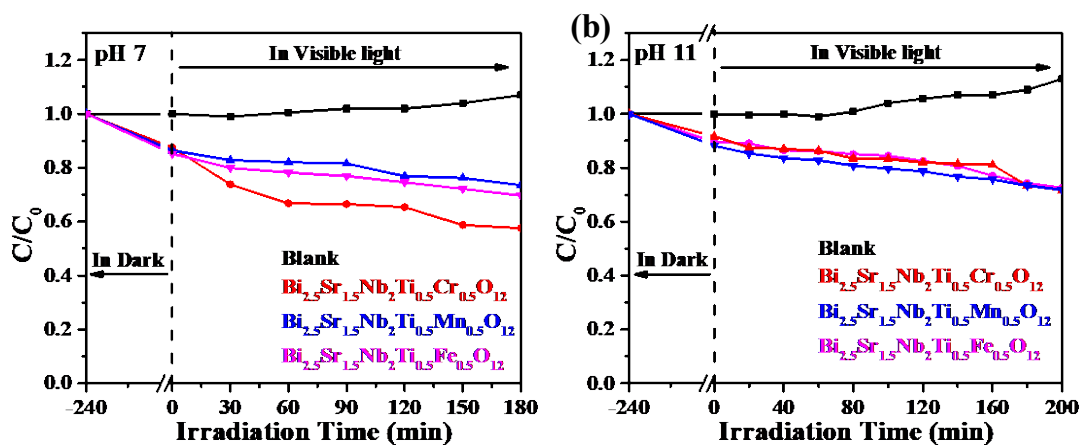 pH 7
In Visible light
1.2
1.0
0.8
0.6
0.4
0.2
0.0
C/C₀
In Dark
Blank
Bi₂.₅Sr₁.₅Nb₂Ti₀.₅Cr₀.₅O₁₂
Bi₂.₅Sr₁.₅Nb₂Ti₀.₅Mn₀.₅O₁₂
Bi₂.₅Sr₁.₅Nb₂Ti₀.₅Fe₀.₅O₁₂
-240 0 30 60 90 120 150 180
Irradiation Time (min)
(b)
pH 11
In Visible light
1.2
1.0
0.8
0.6
0.4
0.2
0.0
C/C₀
In Dark
Blank
Bi₂.₅Sr₁.₅Nb₂Ti₀.₅Cr₀.₅O₁₂
Bi₂.₅Sr₁.₅Nb₂Ti₀.₅Mn₀.₅O₁₂
Bi₂.₅Sr₁.₅Nb₂Ti₀.₅Fe₀.₅O₁₂
-240 0 40 80 120 160 200
Irradiation Time (min)